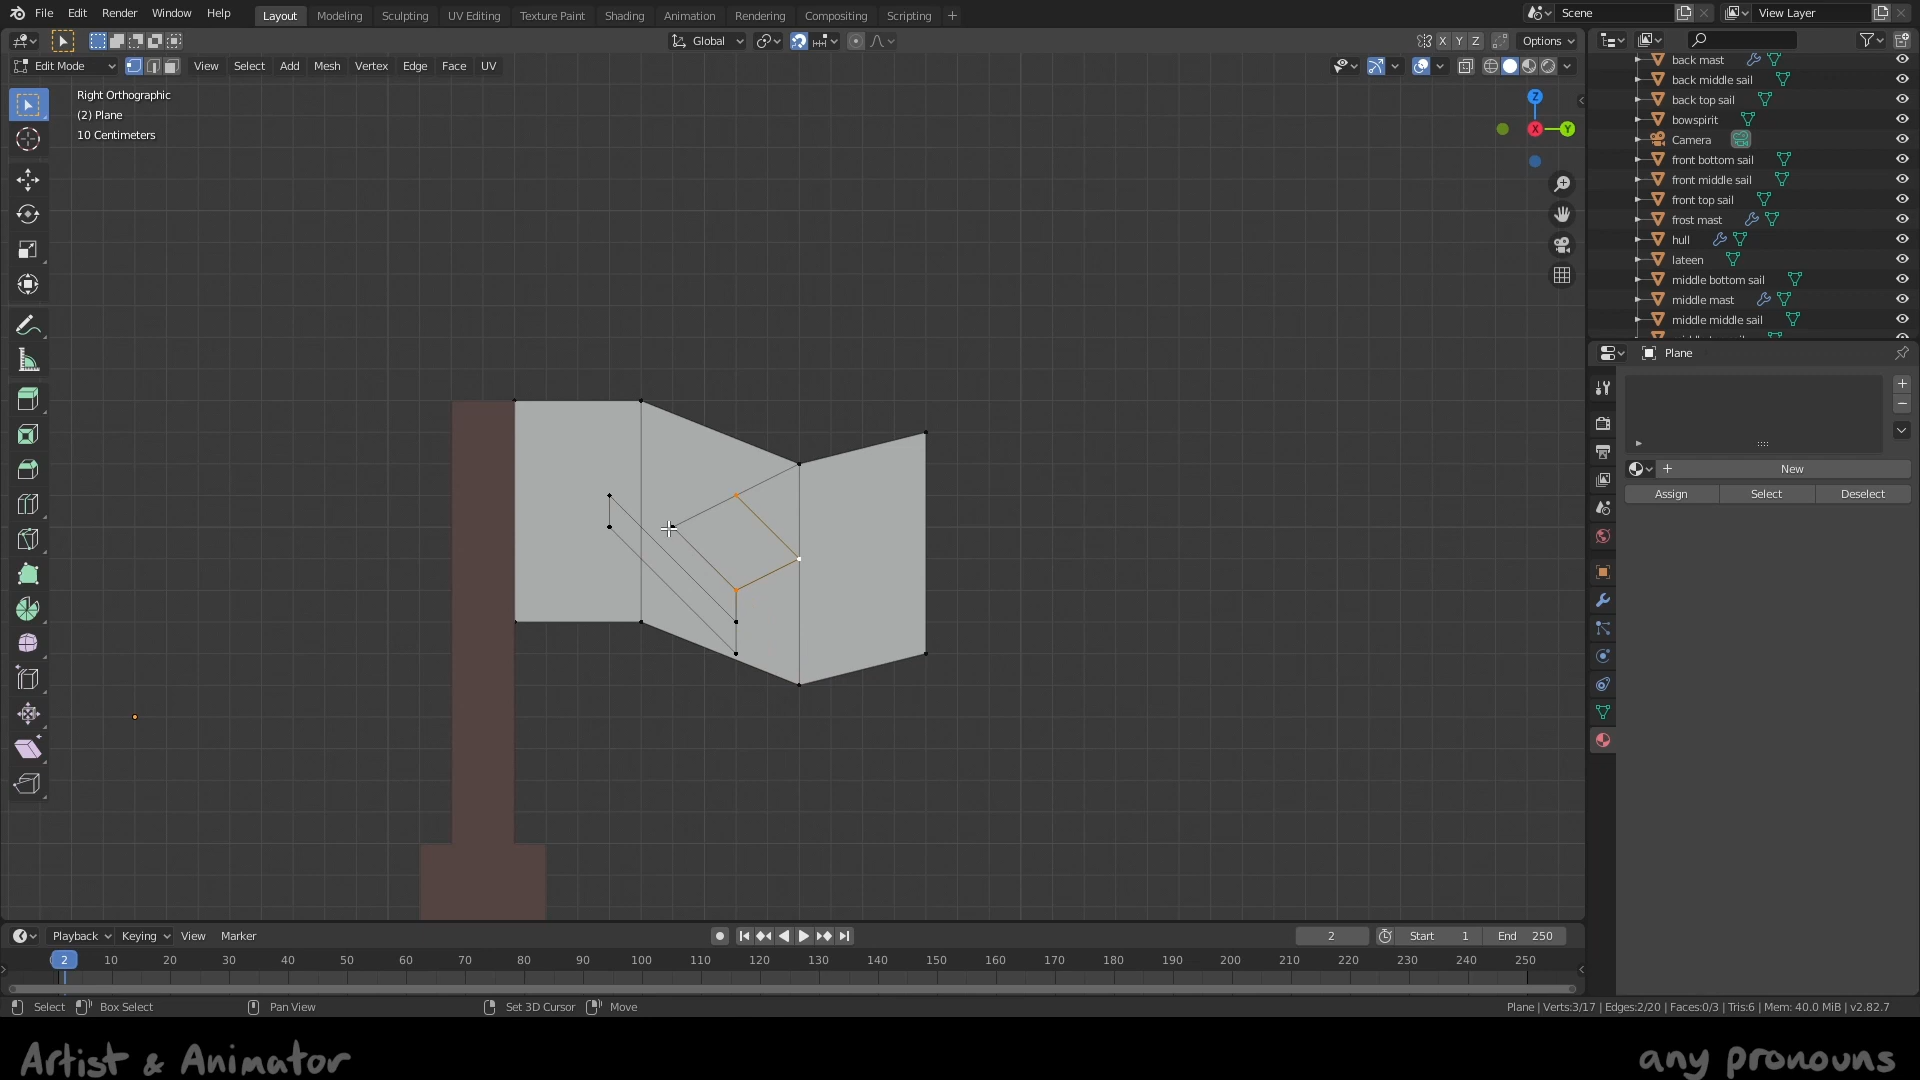 File Edit Render Window Help Layout Modeling Sculpting UV Editing Texture Paint Shading Animation Rendering Compositing Scripting + Scene View Layer
Global X Y Z Options
Edit Mode View Select Add Mesh Vertex Edge Face UV
Right Orthographic
(2) Plane
10 Centimeters
Z
X
Y
back mast
back middle sail
back top sail
bowspirit
Camera
front bottom sail
front middle sail
front top sail
frost mast
hull
lateen
middle bottom sail
middle mast
middle middle sail
Plane
New
Assign Select Deselect
Playback Keying View Marker 2 Start 1 End 250
2 10 20 30 40 50 60 70 80 90 100 110 120 130 140 150 160 170 180 190 200 210 220 230 240 250
Select Box Select Pan View Set 3D Cursor Move Plane | Verts:3/17 | Edges:2/20 | Faces:0/3 | Tris:6 | Mem: 40.0 MiB | v2.82.7
Artist & Animator any pronouns